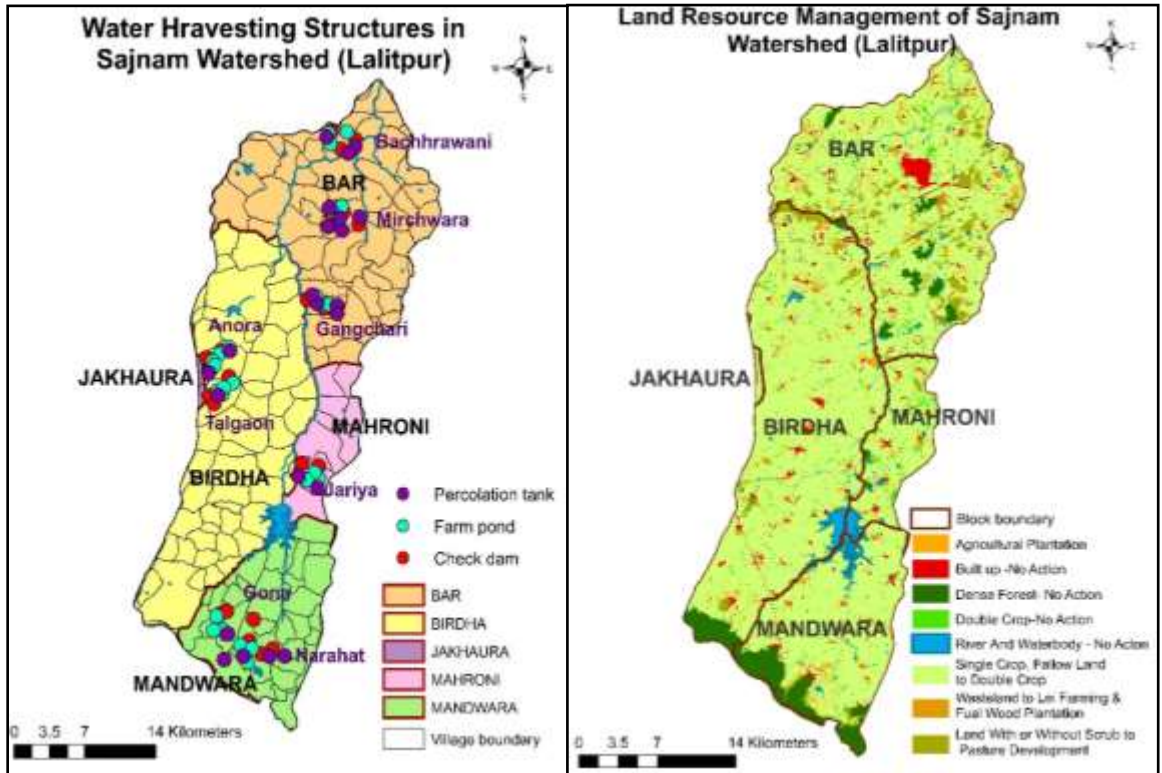 Water Hravesting Structures in
Sajnam Watershed (Lalitpur)
N
W E
S
Bachhrawani
BAR
Mirchwara
Gangchari
Anora
JAKHAURA
Talgaon
MAHRONI
BIRDHA
Jariya
Gona
Narahat
MANDWARA
Percolation tank
Farm pond
Check dam
BAR
BIRDHA
JAKHAURA
MAHRONI
MANDWARA
Village boundary
0 3.5 7 14 Kilometers
Land Resource Management of Sajnam
Watershed (Lalitpur)
BAR
JAKHAURA
BIRDHA
MAHRONI
MANDWARA
Block boundary
Agricultural Plantation
Built up -No Action
Dense Forest- No Action
Double Crop-No Action
River And Waterbody - No Action
Single Crop, Fallow Land
to Double Crop
Wasteland to Lei Farming &
Fual Wood Plantation
Land With or Without Scrub to
Pasture Development
0 3.5 7 14 Kilometers